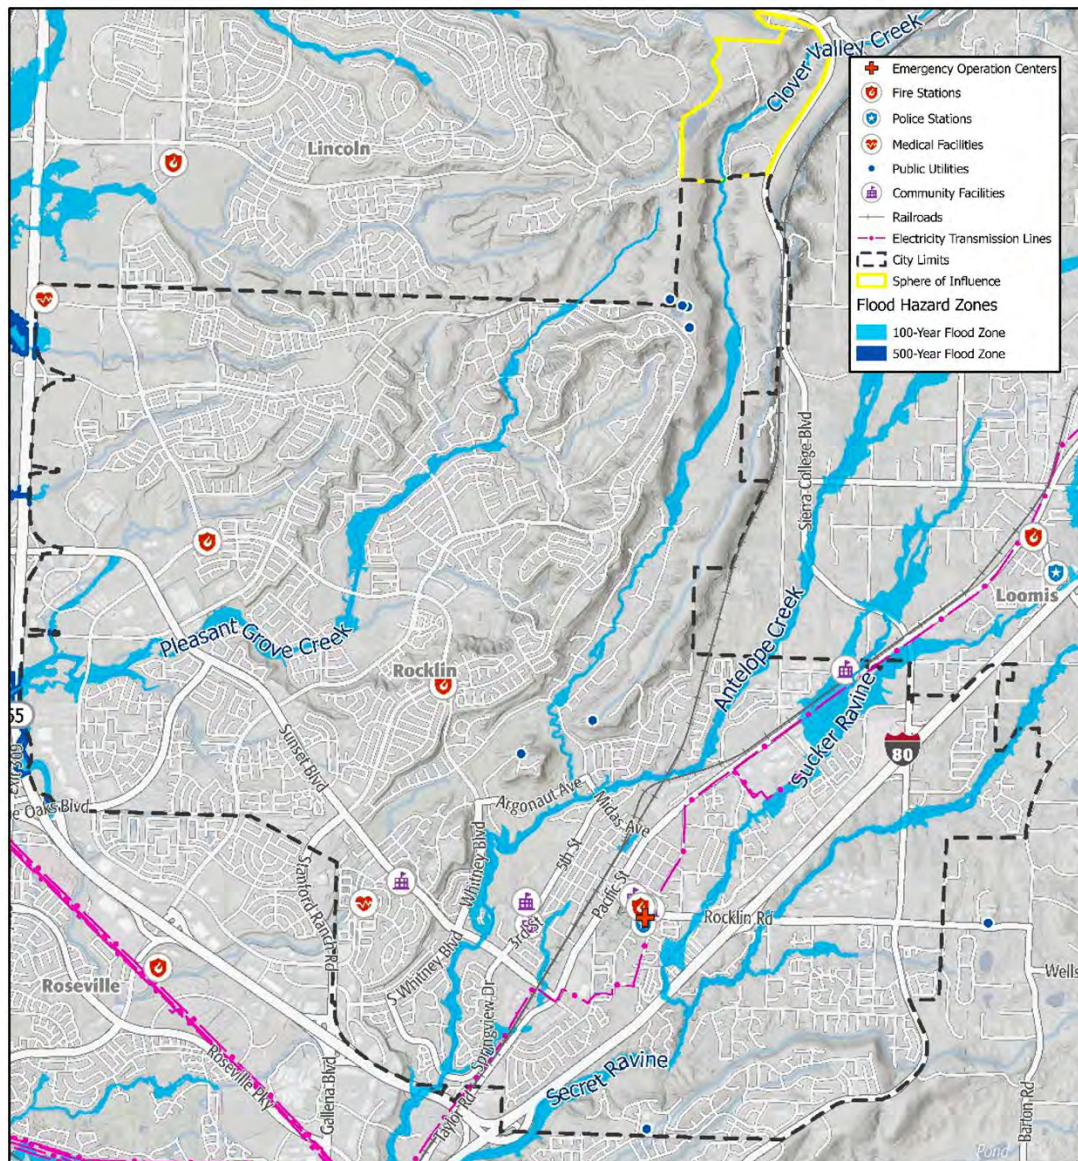 Clover Valley Creek
Emergency Operation Centers
Fire Stations
Police Stations
Medical Facilities
Public Utilities
Community Facilities
Railroads
Electricity Transmission Lines
City Limits
Sphere of Influence
Flood Hazard Zones
100-Year Flood Zone
500-Year Flood Zone
Lincoln
Sierra College Blvd
Loomis
Pleasant Grove Creek
Antelope Creek
Rocklin
Sucker Ravine
65
80
Sunset Blvd
Oaks Blvd
Argonaut Ave
Midas Ave
Whitney Blvd
5th St
Pacific St
Stanford Ranch Rd
3rd St
Rocklin Rd
S Whitney Blvd
Roseville
Springview Dr
Wells
Roseville Pky
Galleria Blvd
Taylor Rd
Secret Ravine
Barton Rd
Pond